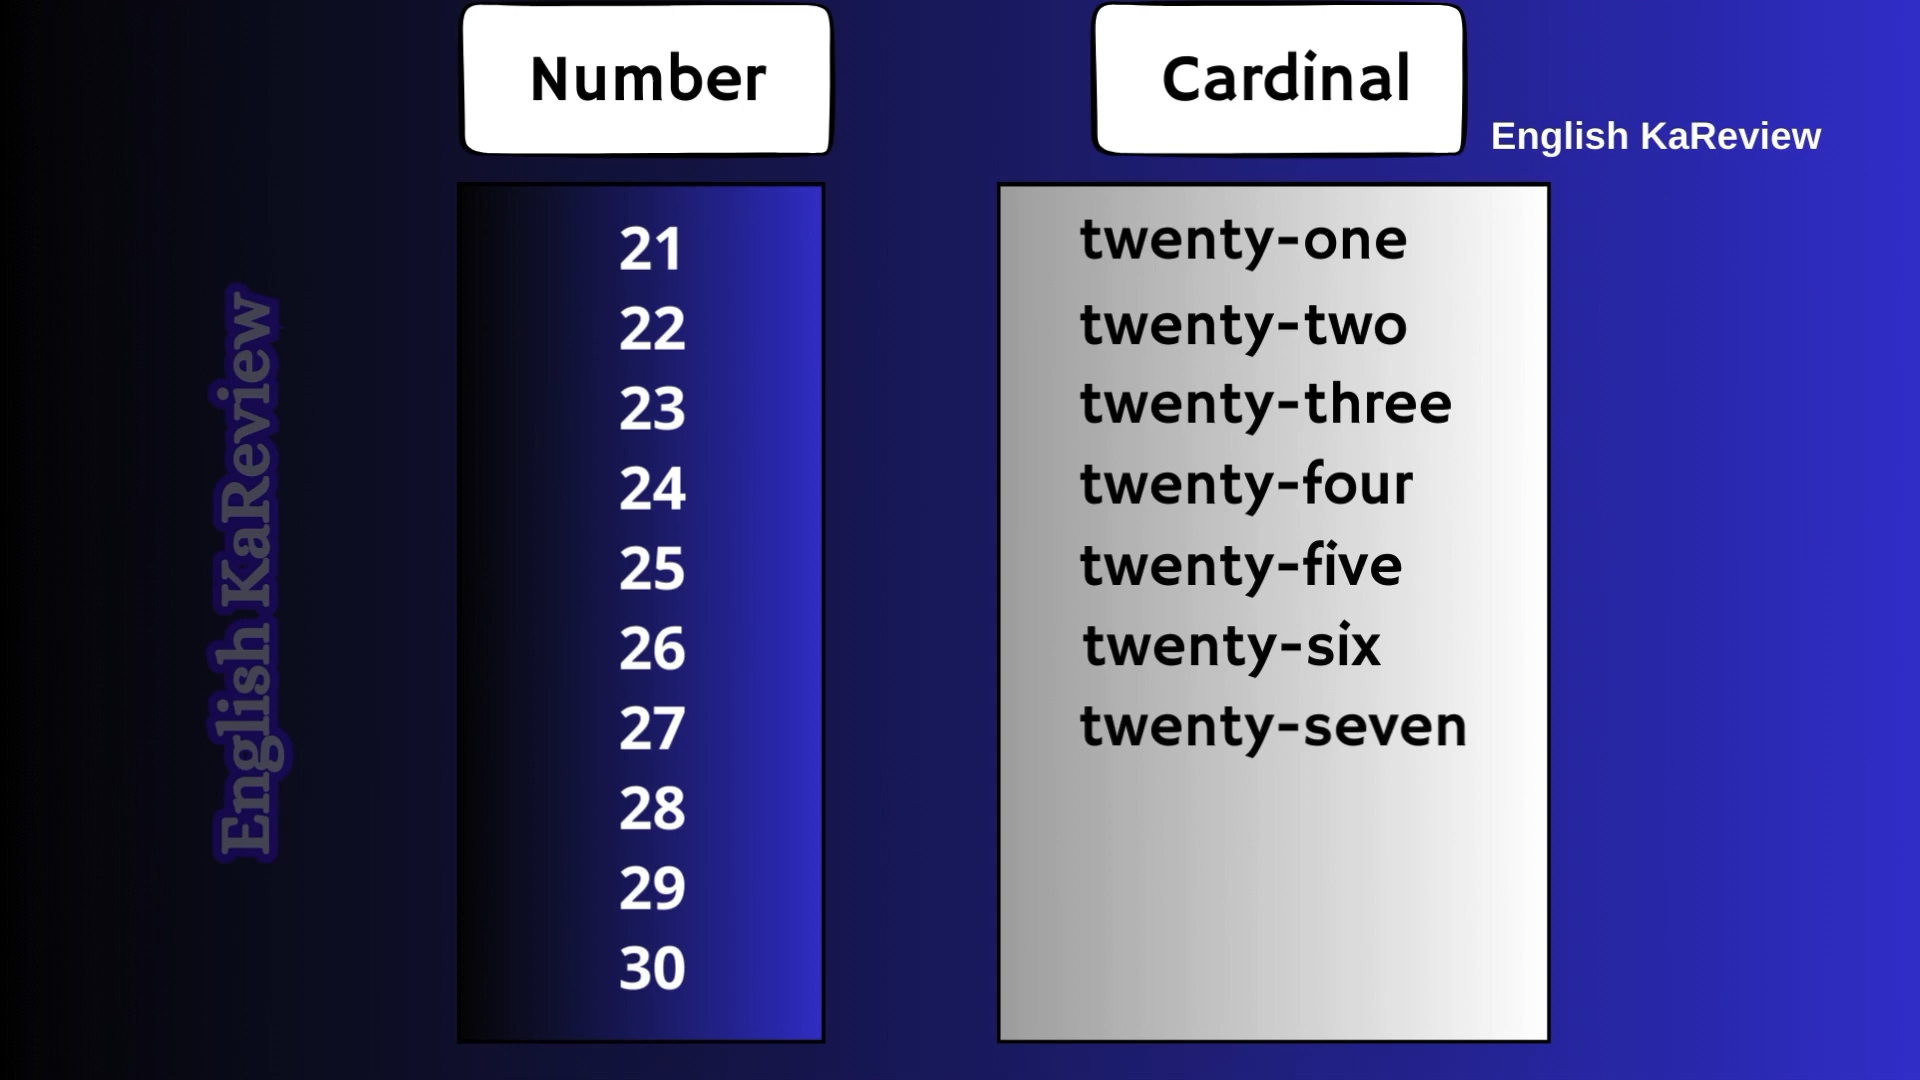 Number
Cardinal
English KaReview
21
twenty-one
22
twenty-two
23
twenty-three
24
twenty-four
25
twenty-five
26
twenty-six
27
twenty-seven
28
29
30
English KaReview